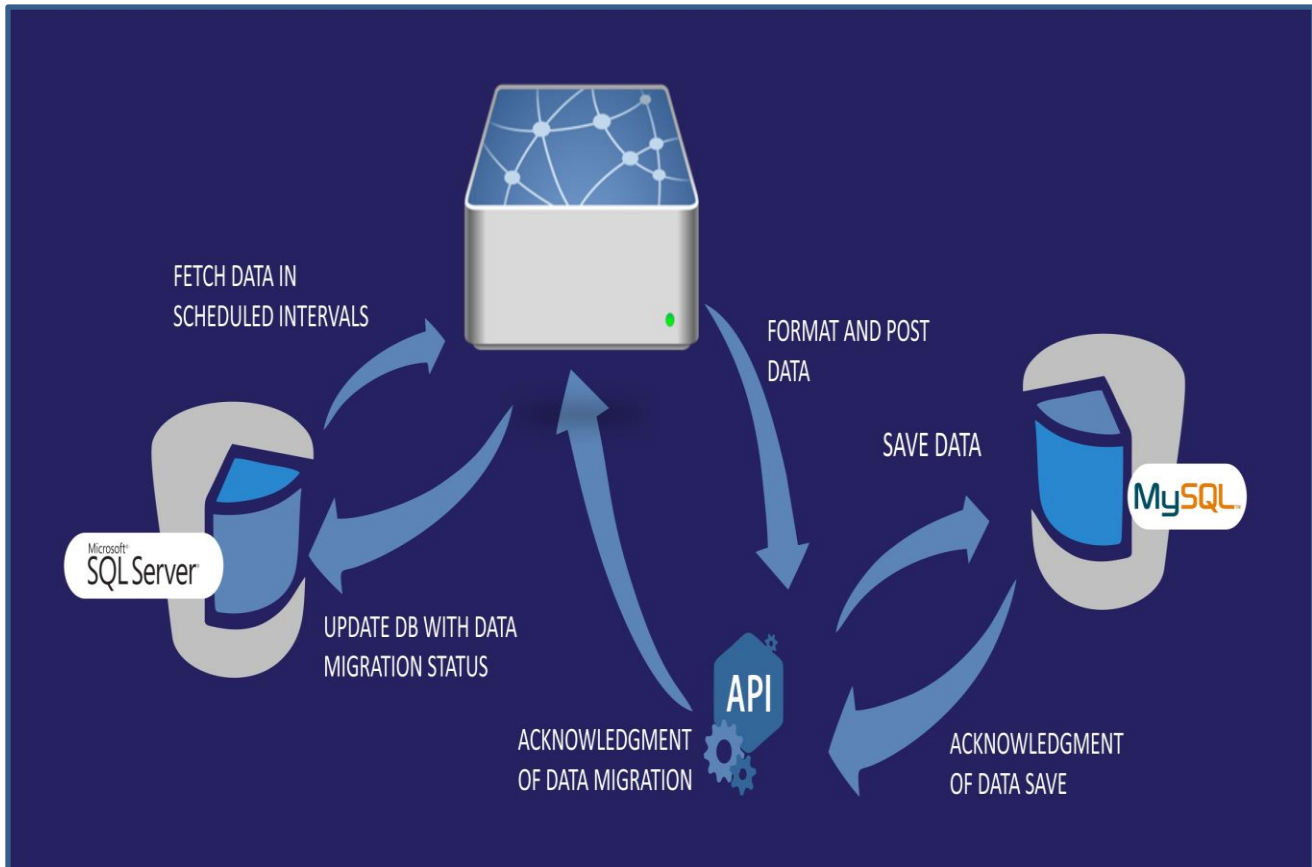 FETCH DATA IN
SCHEDULED INTERVALS
FORMAT AND POST
DATA
SAVE DATA
MySQL™
Microsoft®
SQL Server®
UPDATE DB WITH DATA
MIGRATION STATUS
API
ACKNOWLEDGMENT
OF DATA MIGRATION
ACKNOWLEDGMENT
OF DATA SAVE